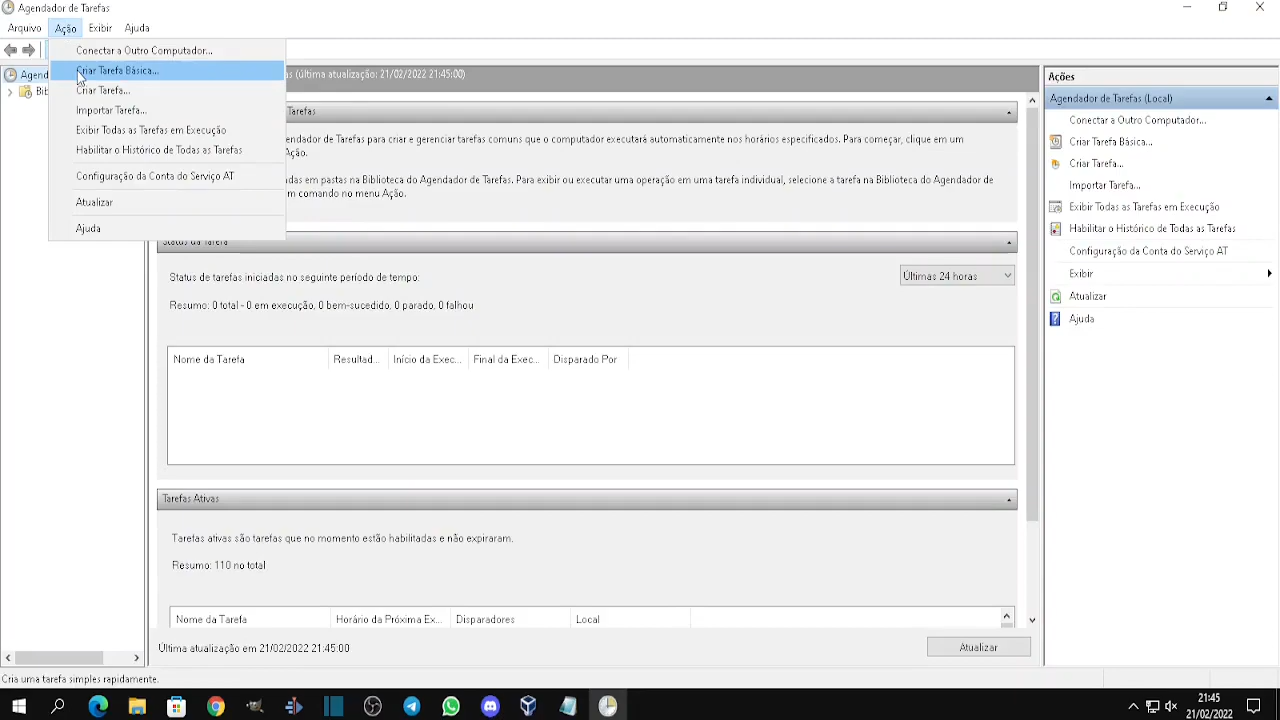 Agendador de Tarefas
Arquivo Ação Exibir Ajuda
Conectar a Outro Computador...
Criar Tarefa Básica...
Criar Tarefa...
Importar Tarefa...
Exibir Todas as Tarefas em Execução
Habilitar o Histórico de Todas as Tarefas
Configuração da Conta do Serviço AT
Atualizar
Ajuda
Agend
Bib
(última atualização: 21/02/2022 21:45:00)
Tarefas
endador de Tarefas para criar e gerenciar tarefas comuns que o computador executará automaticamente nos horários especificados. Para começar, clique em um
Ação.
adas em pastas na Biblioteca do Agendador de Tarefas. Para exibir ou executar uma operação em uma tarefa individual, selecione a tarefa na Biblioteca do Agendador de
m comando no menu Ação.
Status da Tarefa
Status de tarefas iniciadas no seguinte período de tempo:
Últimas 24 horas
Resumo: 0 total - 0 em execução, 0 bem-sucedido, 0 parado, 0 falhou
Nome da Tarefa Resultad... Início da Exec... Final da Exec... Disparado Por
Tarefas Ativas
Tarefas ativas são tarefas que no momento estão habilitadas e não expiraram.
Resumo: 110 no total
Nome da Tarefa Horário da Próxima Ex... Disparadores Local
Última atualização em 21/02/2022 21:45:00
Atualizar
Ações
Agendador de Tarefas (Local)
Conectar a Outro Computador...
Criar Tarefa Básica...
Criar Tarefa...
Importar Tarefa...
Exibir Todas as Tarefas em Execução
Habilitar o Histórico de Todas as Tarefas
Configuração da Conta do Serviço AT
Exibir
Atualizar
Ajuda
Cria uma tarefa simples rapidamente.
21:45
21/02/2022